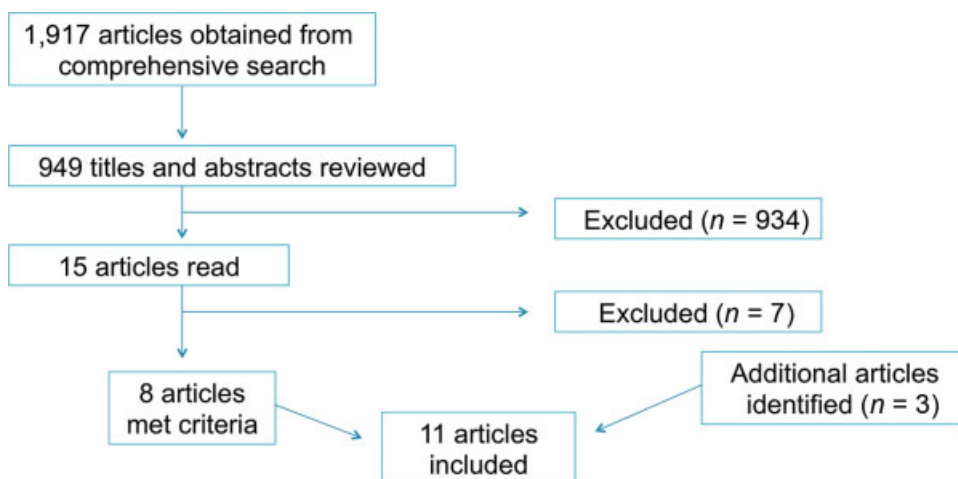 1,917 articles obtained from
comprehensive search
949 titles and abstracts reviewed
Excluded (n = 934)
15 articles read
Excluded (n = 7)
8 articles
met criteria
Additional articles
identified (n = 3)
11 articles
included